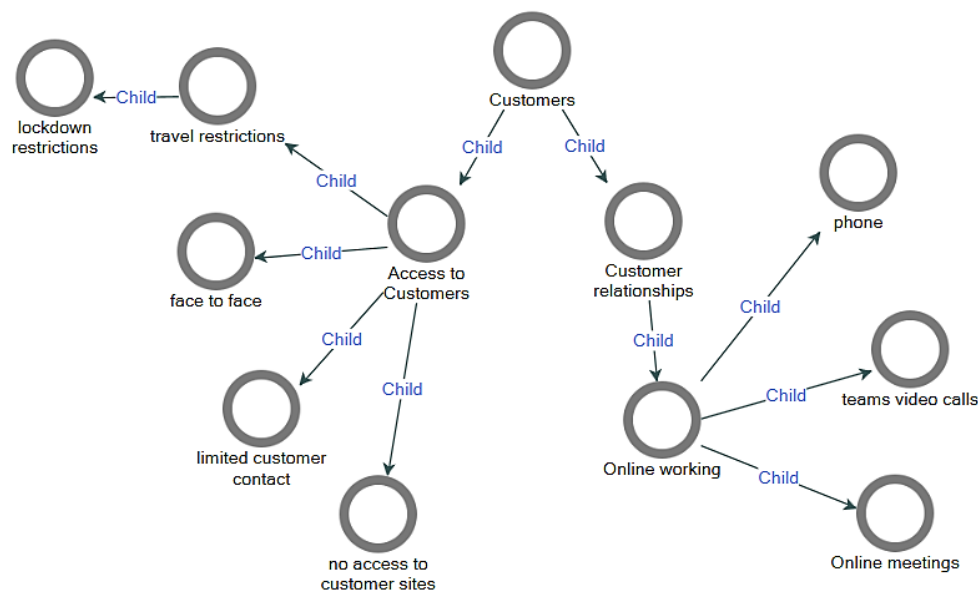 Customers
Child
Child
Child
lockdown
restrictions
travel restrictions
Child
Access to
Customers
Customer
relationships
phone
Child
face to face
Child
Child
Child
Child
limited customer
contact
no access to
customer sites
Online working
Child
teams video calls
Child
Online meetings